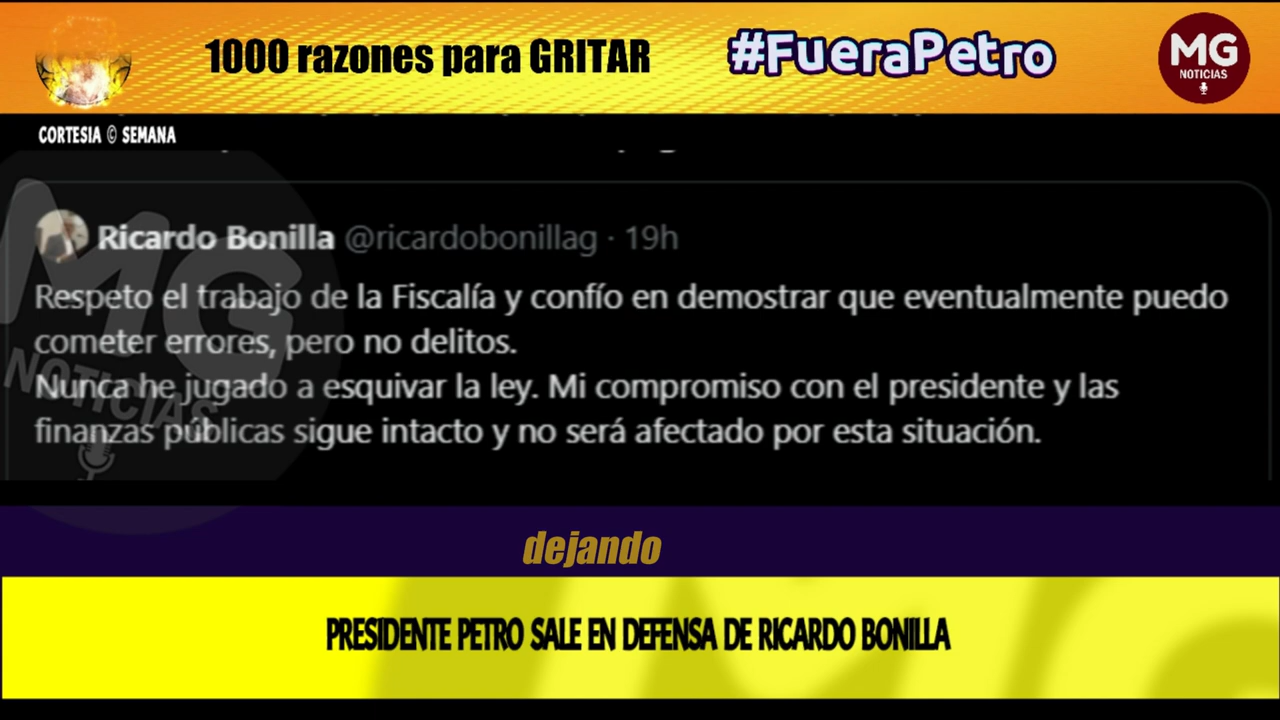 1000 razones para GRITAR
#FueraPetro
MG
NOTICIAS
CORTESIA © SEMANA
Ricardo Bonilla @ricardobonillag · 19h
Respeto el trabajo de la Fiscalía y confío en demostrar que eventualmente puedo
cometer errores, pero no delitos.
Nunca he jugado a esquivar la ley. Mi compromiso con el presidente y las
finanzas públicas sigue intacto y no será afectado por esta situación.
MG
NOTICIAS
dejando
PRESIDENTE PETRO SALE EN DEFENSA DE RICARDO BONILLA